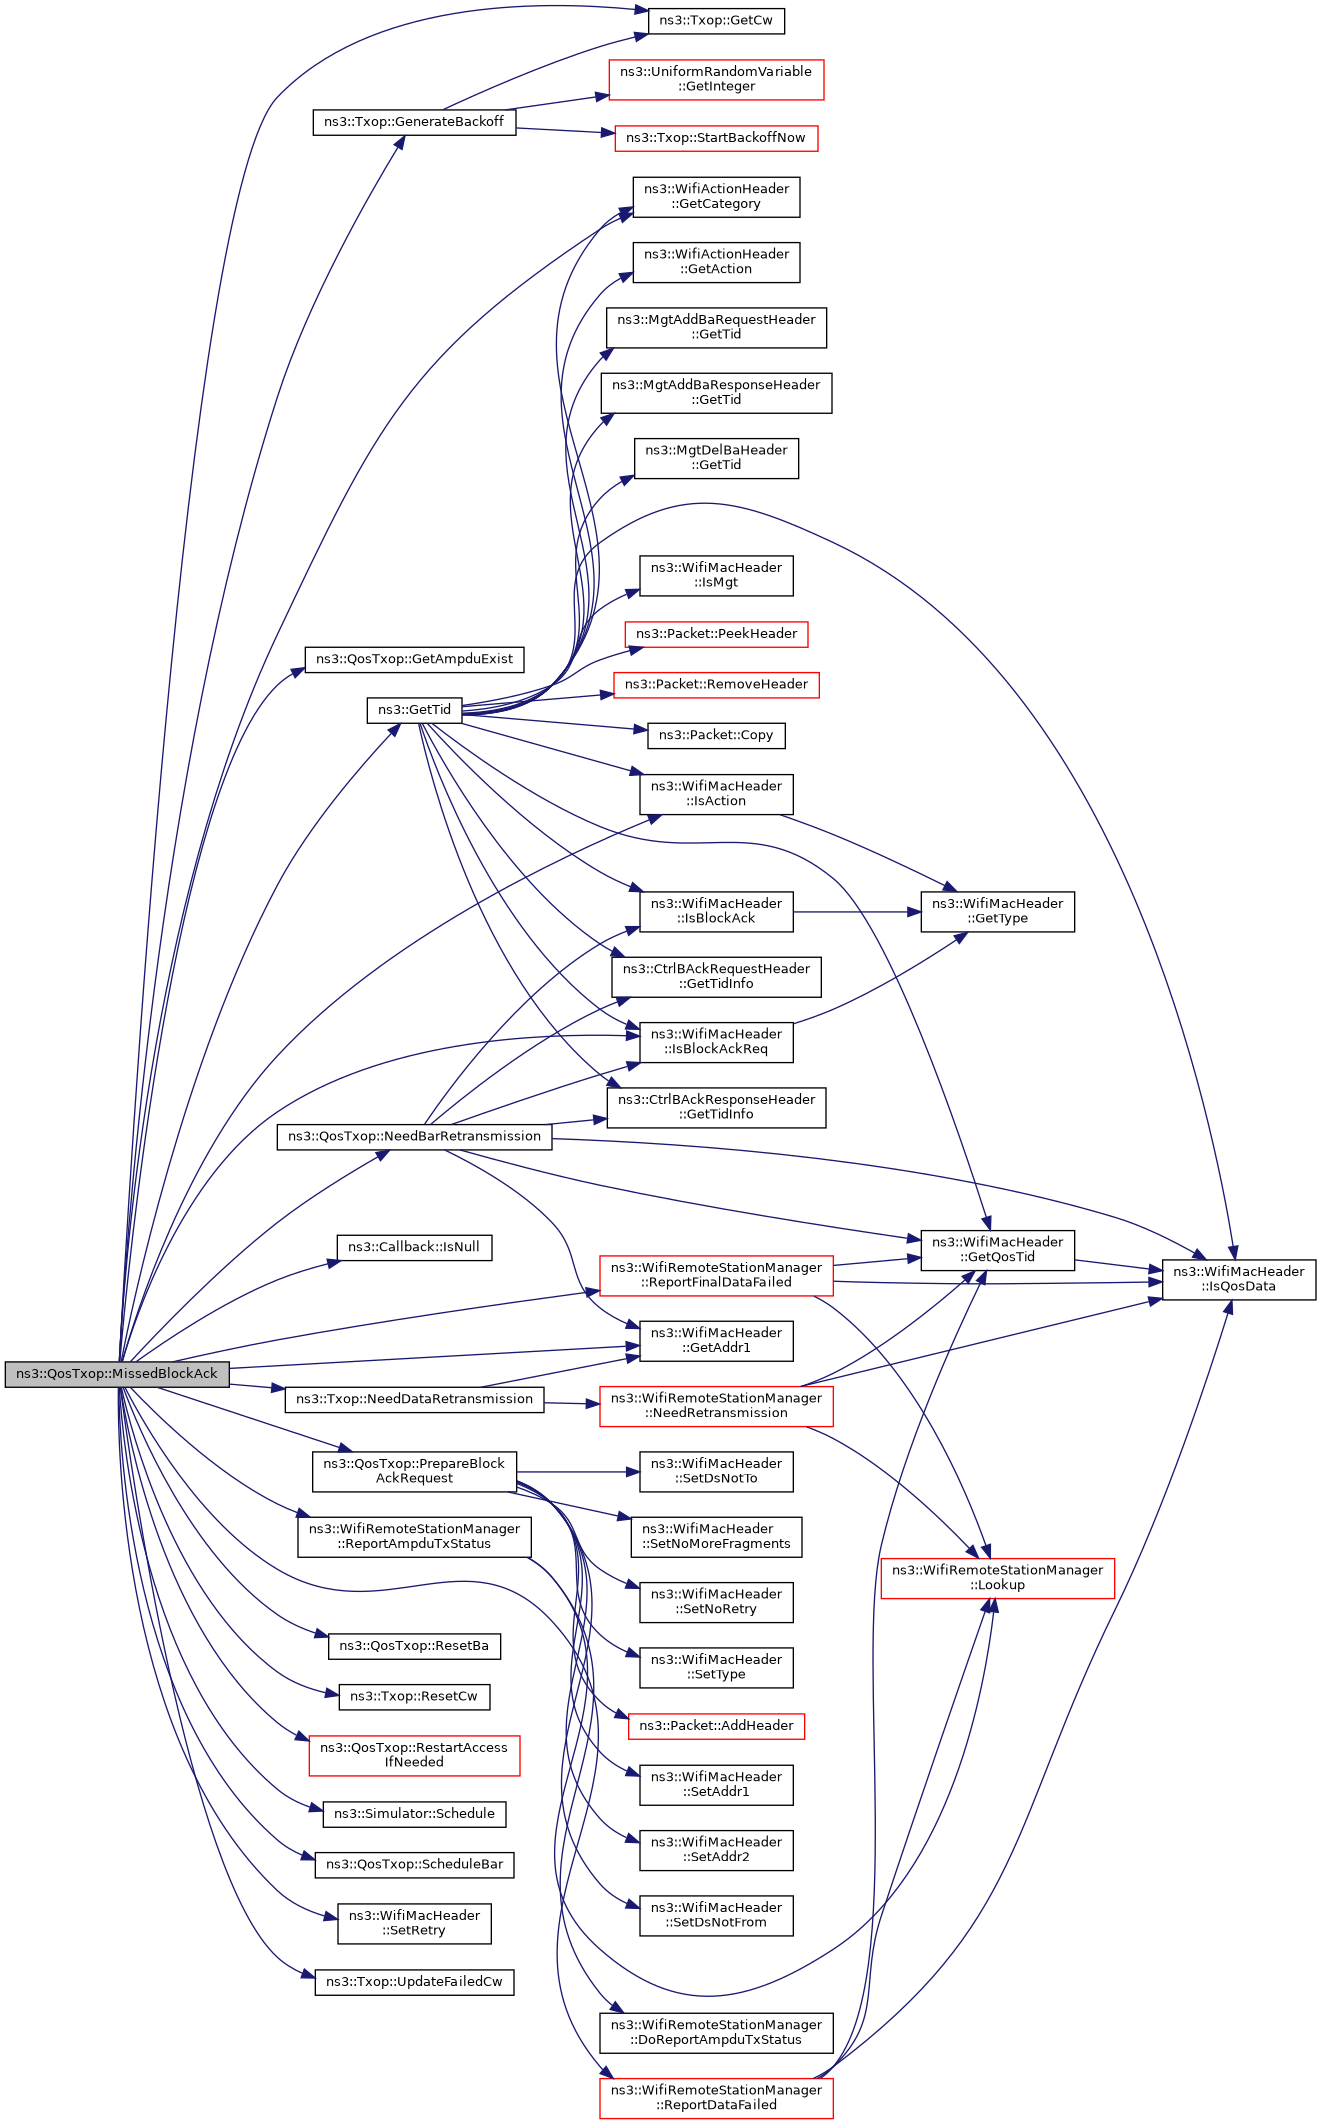 ns3::Txop::GetCw
ns3::UniformRandomVariable
::GetInteger
ns3::Txop::GenerateBackoff
ns3::Txop::StartBackoffNow
ns3::WifiActionHeader
::GetCategory
ns3::WifiActionHeader
::GetAction
ns3::MgtAddBaRequestHeader
::GetTid
ns3::MgtAddBaResponseHeader
::GetTid
ns3::MgtDelBaHeader
::GetTid
ns3::WifiMacHeader
::IsMgt
ns3::Packet::PeekHeader
ns3::QosTxop::GetAmpduExist
ns3::Packet::RemoveHeader
ns3::GetTid
ns3::Packet::Copy
ns3::WifiMacHeader
::IsAction
ns3::WifiMacHeader
::IsBlockAck
ns3::WifiMacHeader
::GetType
ns3::CtrlBAckRequestHeader
::GetTidInfo
ns3::WifiMacHeader
::IsBlockAckReq
ns3::CtrlBAckResponseHeader
::GetTidInfo
ns3::QosTxop::NeedBarRetransmission
ns3::Callback::IsNull
ns3::WifiMacHeader
::GetQosTid
ns3::WifiRemoteStationManager
::ReportFinalDataFailed
ns3::WifiMacHeader
::IsQosData
ns3::WifiMacHeader
::GetAddr1
ns3::QosTxop::MissedBlockAck
ns3::Txop::NeedDataRetransmission
ns3::WifiRemoteStationManager
::NeedRetransmission
ns3::QosTxop::PrepareBlock
AckRequest
ns3::WifiMacHeader
::SetDsNotTo
ns3::WifiRemoteStationManager
::ReportAmpduTxStatus
ns3::WifiMacHeader
::SetNoMoreFragments
ns3::WifiRemoteStationManager
::Lookup
ns3::WifiMacHeader
::SetNoRetry
ns3::QosTxop::ResetBa
ns3::WifiMacHeader
::SetType
ns3::Txop::ResetCw
ns3::Packet::AddHeader
ns3::QosTxop::RestartAccess
IfNeeded
ns3::WifiMacHeader
::SetAddr1
ns3::Simulator::Schedule
ns3::WifiMacHeader
::SetAddr2
ns3::QosTxop::ScheduleBar
ns3::WifiMacHeader
::SetDsNotFrom
ns3::WifiMacHeader
::SetRetry
ns3::Txop::UpdateFailedCw
ns3::WifiRemoteStationManager
::DoReportAmpduTxStatus
ns3::WifiRemoteStationManager
::ReportDataFailed